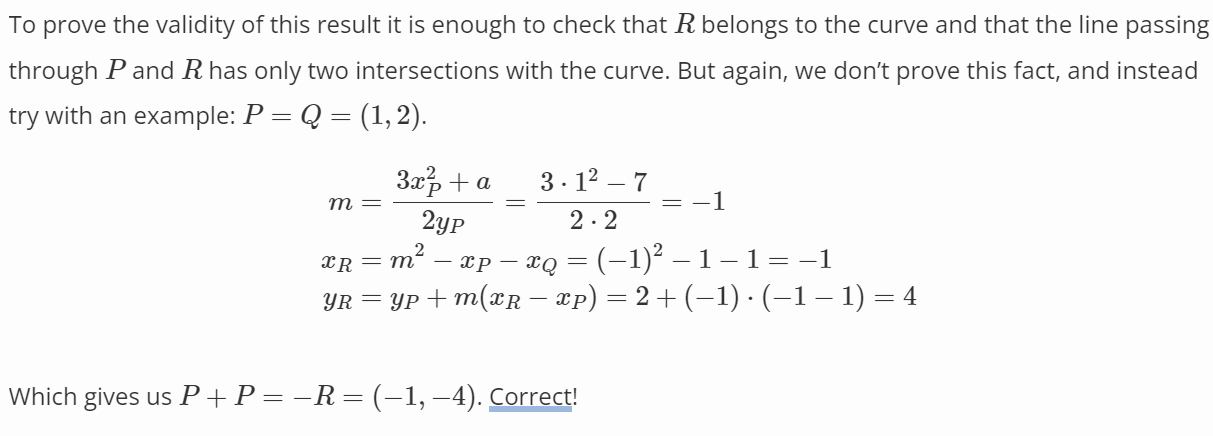 To prove the validity of this result it is enough to check that R belongs to the curve and that the line passing
through P and R has only two intersections with the curve. But again, we don’t prove this fact, and instead
try with an example: P = Q = (1, 2).
m = \frac{3x_P^2 + a}{2y_P} = \frac{3 · 1^2 − 7}{2 · 2} = −1
x_R = m^2 − x_P − x_Q = (−1)^2 − 1 − 1 = −1
y_R = y_P + m(x_R − x_P) = 2 + (−1) · (−1 − 1) = 4
Which gives us P + P = −R = (−1, −4). Correct!